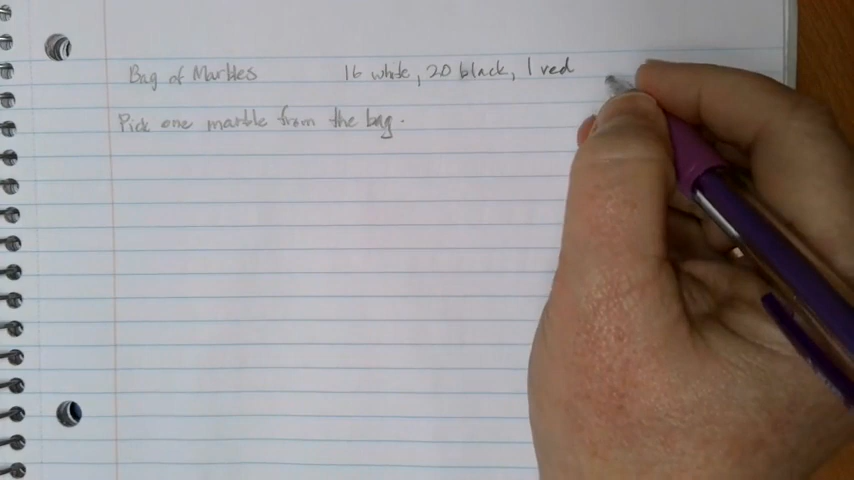 Bag of Marbles 16 white, 20 black, 1 red
Pick one marble from the bag.